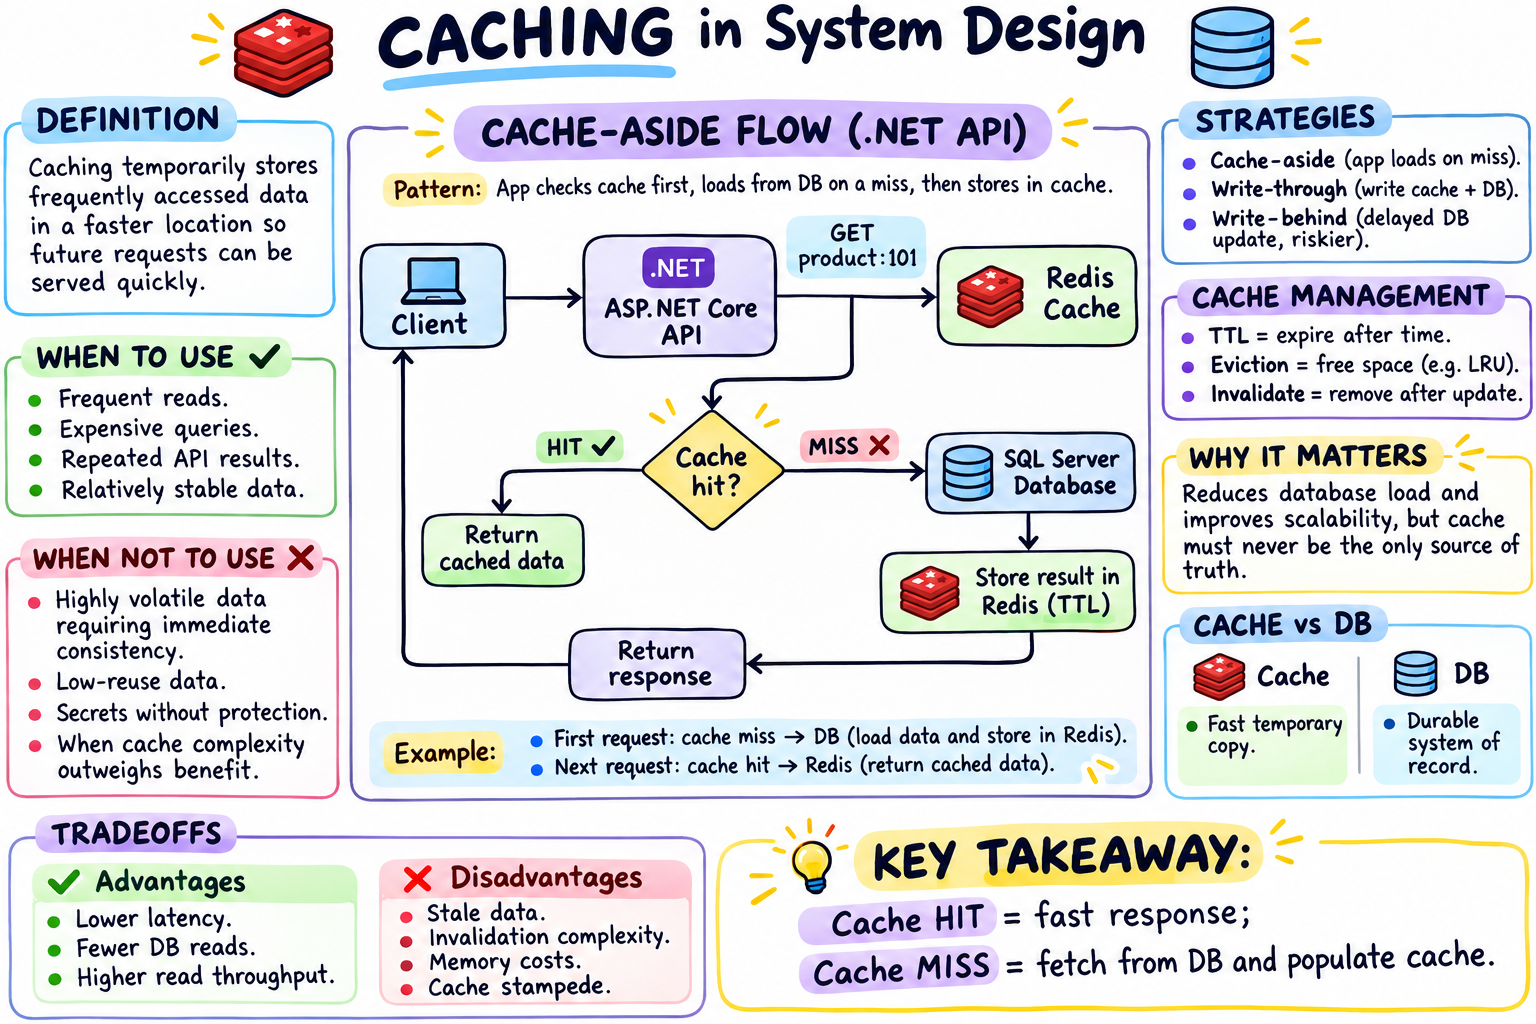 CACHING in System Design
DEFINITION
Caching temporarily stores
frequently accessed data
in a faster location so
future requests can be
served quickly.
WHEN TO USE
Frequent reads.
Expensive queries.
Repeated API results.
Relatively stable data.
WHEN NOT TO USE
Highly volatile data
requiring immediate
consistency.
Low-reuse data.
Secrets without protection.
When cache complexity
outweighs benefit.
CACHE-ASIDE FLOW (.NET API)
Pattern: App checks cache first, loads from DB on a miss, then stores in cache.
Client
.NET
ASP.NET Core
API
GET
product:101
Redis
Cache
Cache
hit?
HIT
MISS
Return
cached data
SQL Server
Database
Store result in
Redis (TTL)
Return
response
Example:
First request: cache miss → DB (load data and store in Redis).
Next request: cache hit → Redis (return cached data).
STRATEGIES
Cache-aside (app loads on miss).
Write-through (write cache + DB).
Write-behind (delayed DB
update, riskier).
CACHE MANAGEMENT
TTL = expire after time.
Eviction = free space (e.g. LRU).
Invalidate = remove after update.
WHY IT MATTERS
Reduces database load and
improves scalability, but cache
must never be the only source of
truth.
CACHE vs DB
Cache
Fast temporary
copy.
DB
Durable
system of
record.
TRADEOFFS
Advantages
Lower latency.
Fewer DB reads.
Higher read throughput.
Disadvantages
Stale data.
Invalidation complexity.
Memory costs.
Cache stampede.
KEY TAKEAWAY:
Cache HIT = fast response;
Cache MISS = fetch from DB and populate cache.